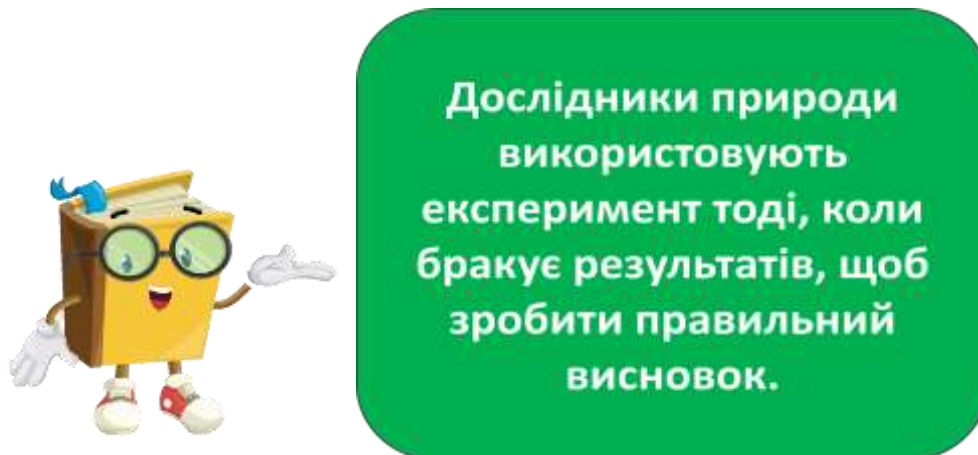 Дослідники природи
використовують
експеримент тоді, коли
бракує результатів, щоб
зробити правильний
висновок.